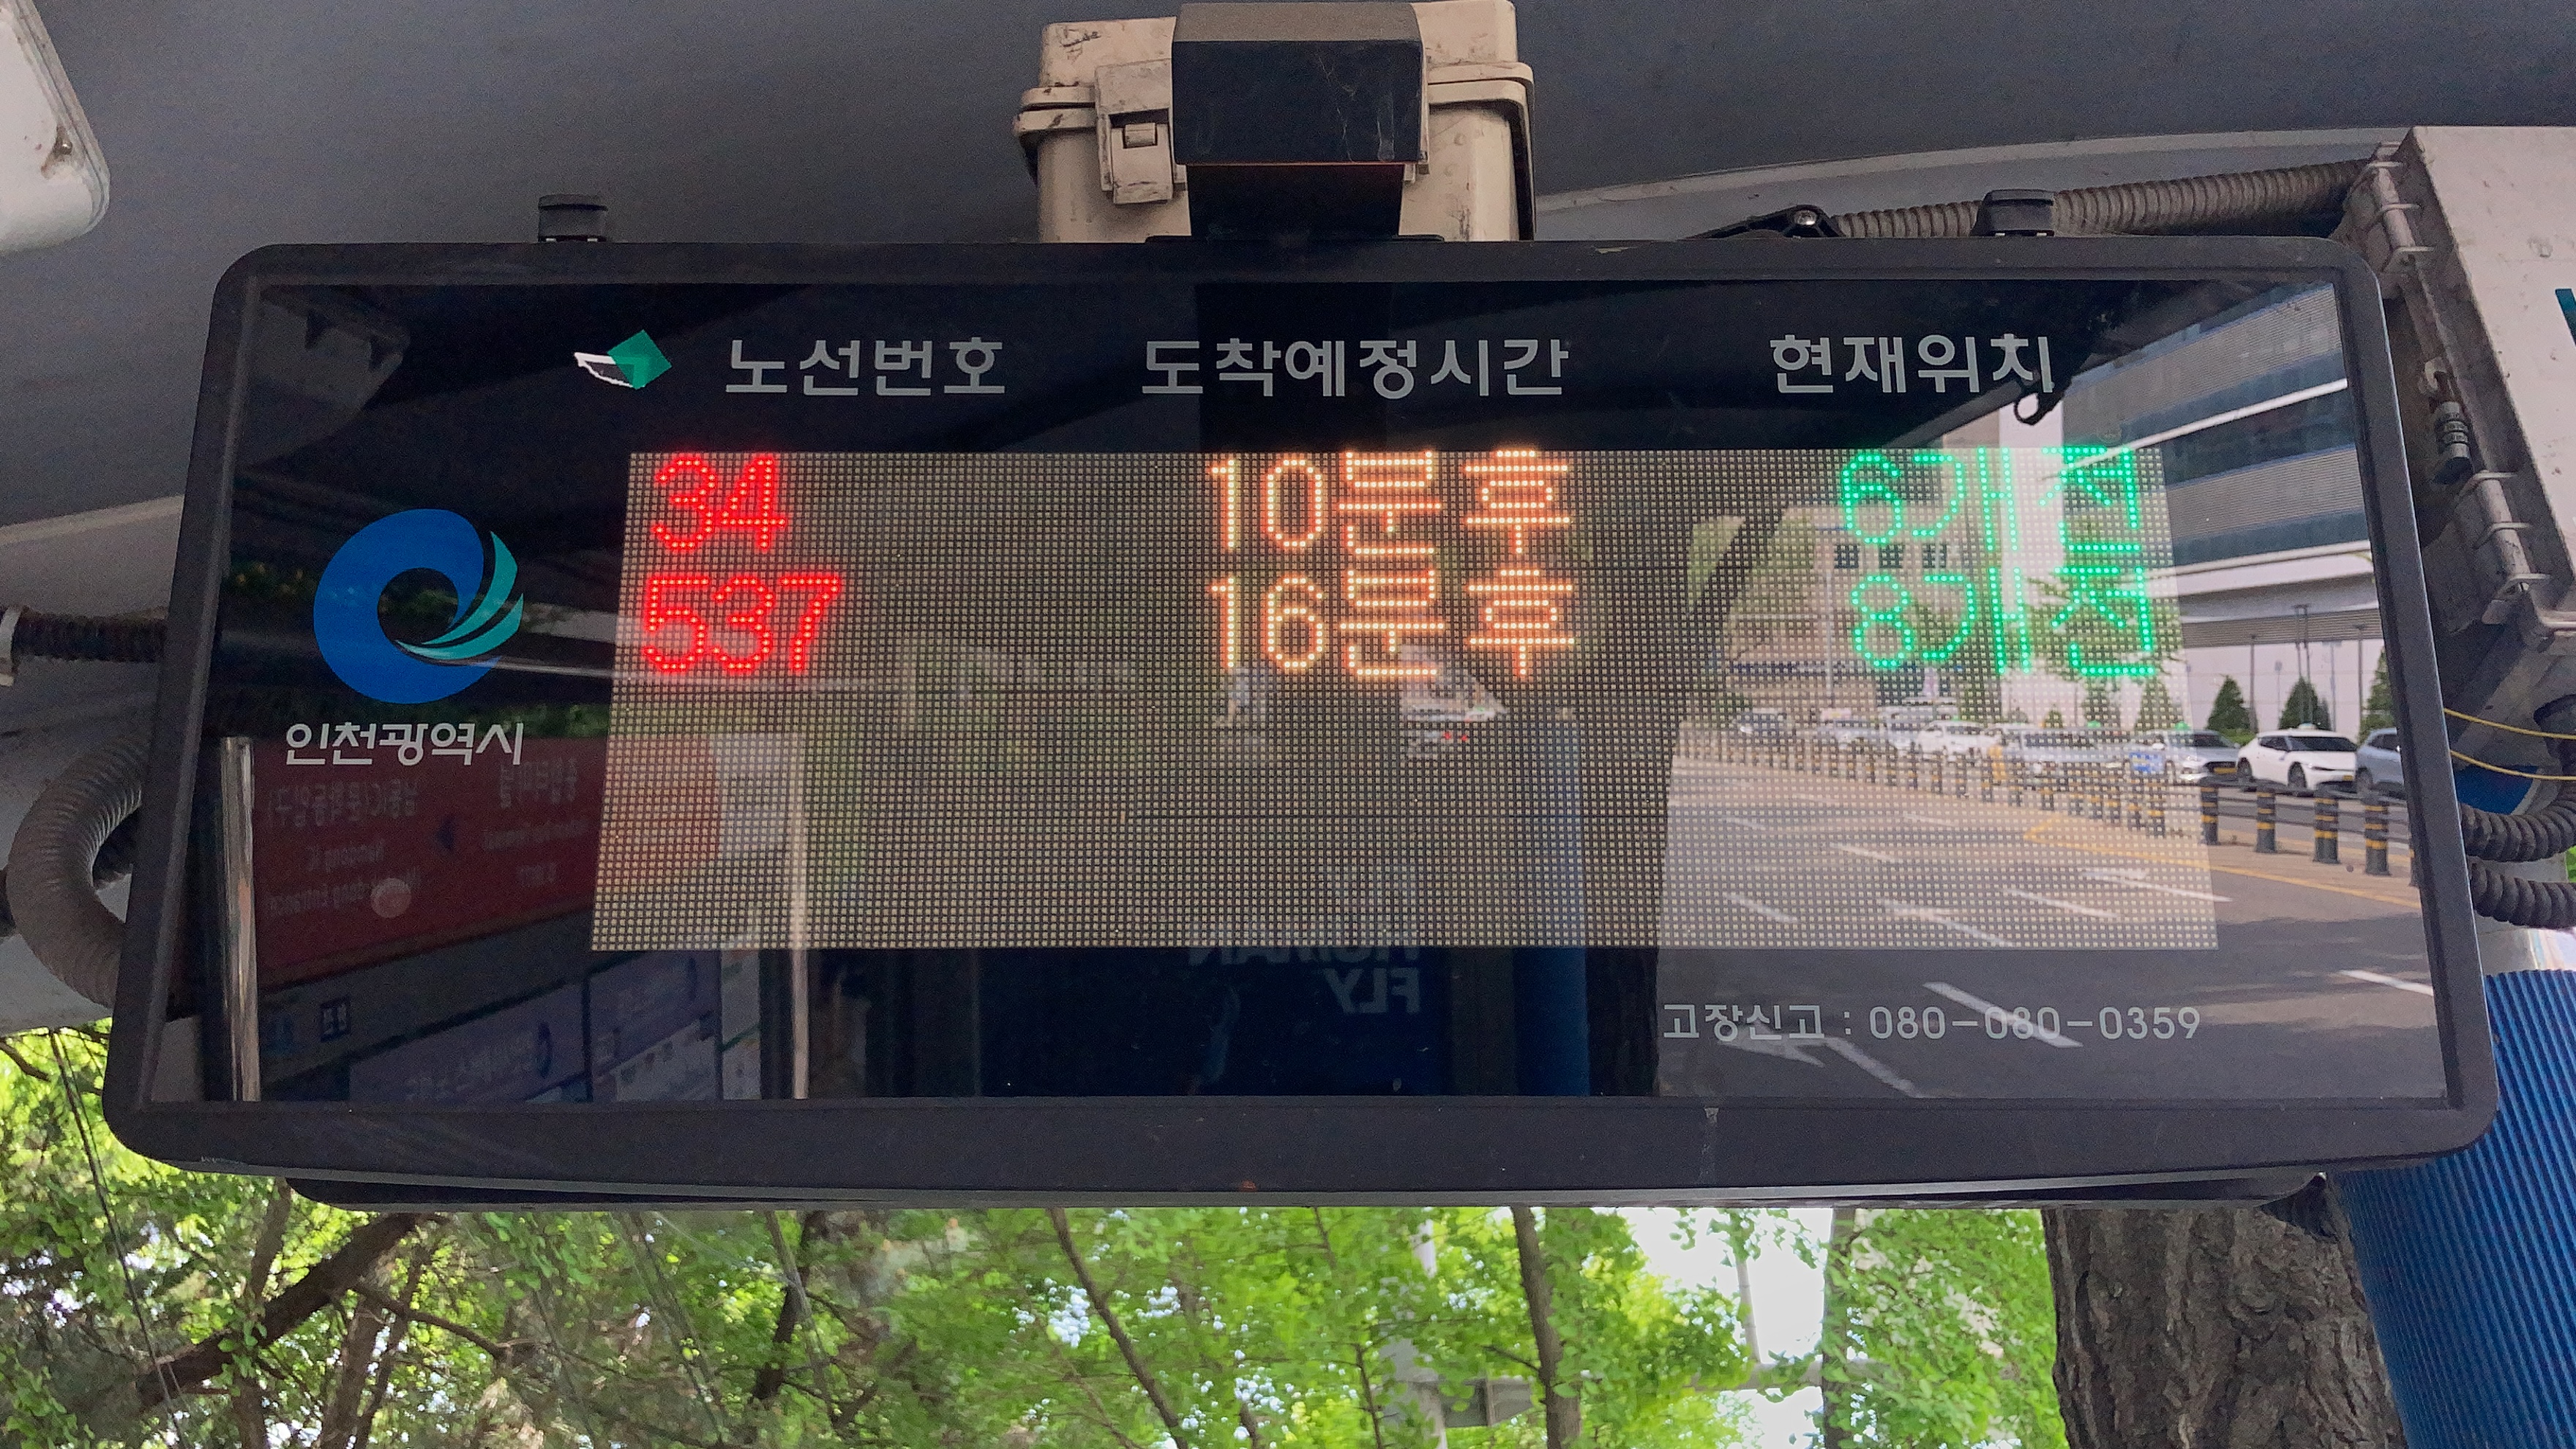 노선번호 도착예정시간 현재위치
34 10분 후 6개 전
537 16분 후 8개 전
인천광역시
고장신고 : 080-080-0359
HUMAN
FLY